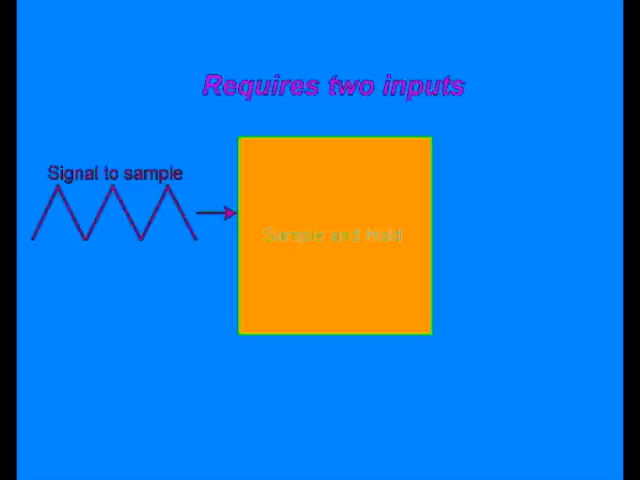 Requires two inputs
Signal to sample
Sample and Hold